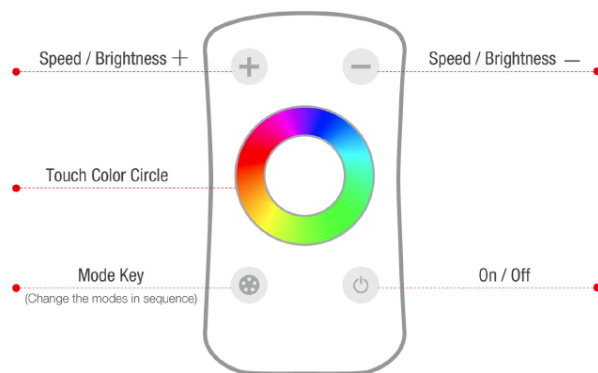 Speed / Brightness +
Speed / Brightness —
Touch Color Circle
Mode Key
(Change the modes in sequence)
On / Off